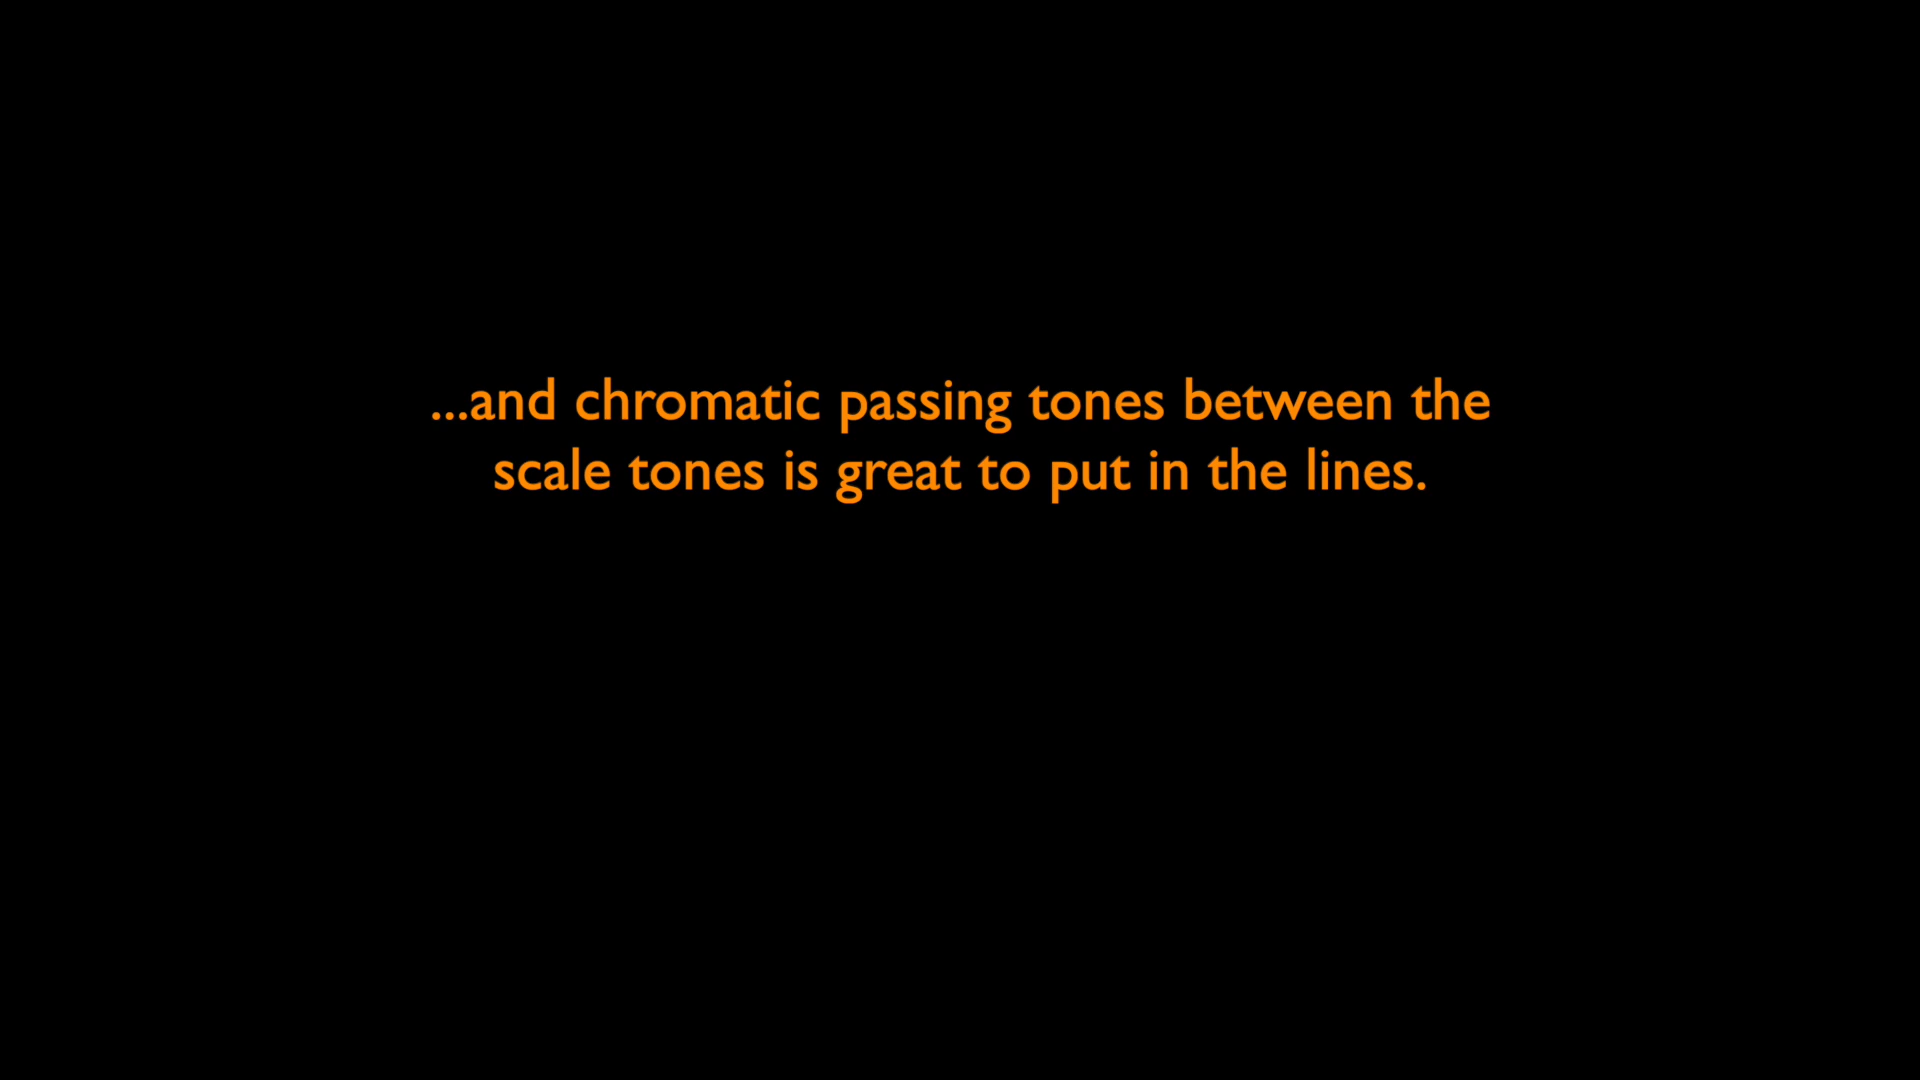 ...and chromatic passing tones between the
scale tones is great to put in the lines.